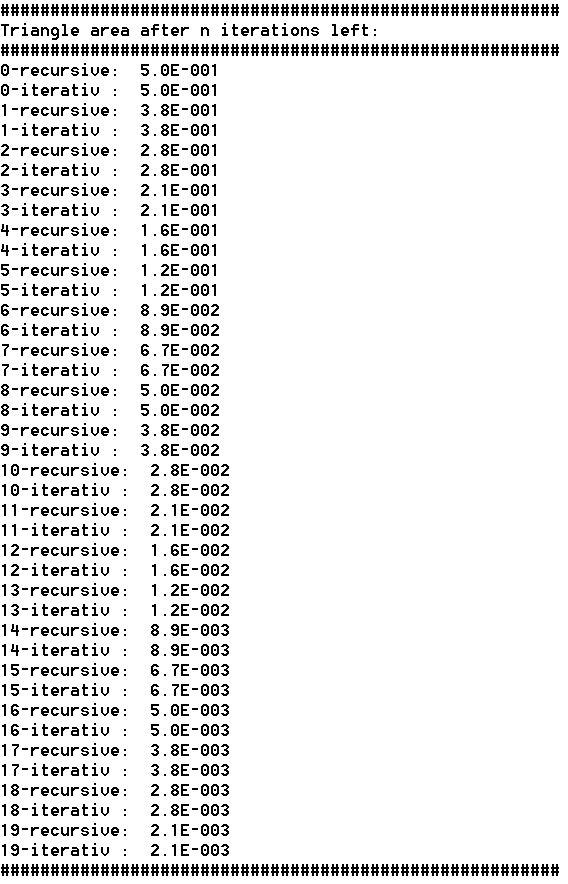 ########################################################
Triangle area after n iterations left:
########################################################
0-recursive:  5.0E-001
0-iterativ :  5.0E-001
1-recursive:  3.8E-001
1-iterativ :  3.8E-001
2-recursive:  2.8E-001
2-iterativ :  2.8E-001
3-recursive:  2.1E-001
3-iterativ :  2.1E-001
4-recursive:  1.6E-001
4-iterativ :  1.6E-001
5-recursive:  1.2E-001
5-iterativ :  1.2E-001
6-recursive:  8.9E-002
6-iterativ :  8.9E-002
7-recursive:  6.7E-002
7-iterativ :  6.7E-002
8-recursive:  5.0E-002
8-iterativ :  5.0E-002
9-recursive:  3.8E-002
9-iterativ :  3.8E-002
10-recursive:  2.8E-002
10-iterativ :  2.8E-002
11-recursive:  2.1E-002
11-iterativ :  2.1E-002
12-recursive:  1.6E-002
12-iterativ :  1.6E-002
13-recursive:  1.2E-002
13-iterativ :  1.2E-002
14-recursive:  8.9E-003
14-iterativ :  8.9E-003
15-recursive:  6.7E-003
15-iterativ :  6.7E-003
16-recursive:  5.0E-003
16-iterativ :  5.0E-003
17-recursive:  3.8E-003
17-iterativ :  3.8E-003
18-recursive:  2.8E-003
18-iterativ :  2.8E-003
19-recursive:  2.1E-003
19-iterativ :  2.1E-003
########################################################